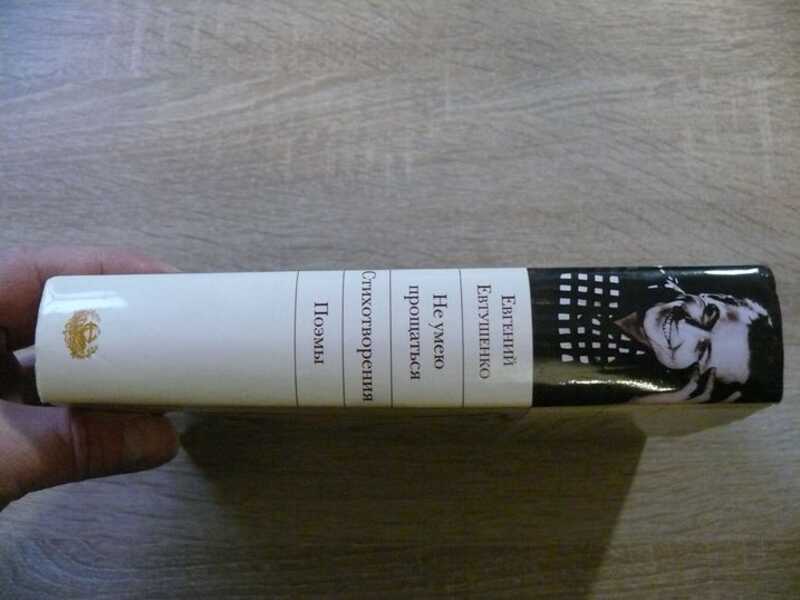 Евгений
Евтушенко
Не умею
прощаться
Стихотворения
Поэмы